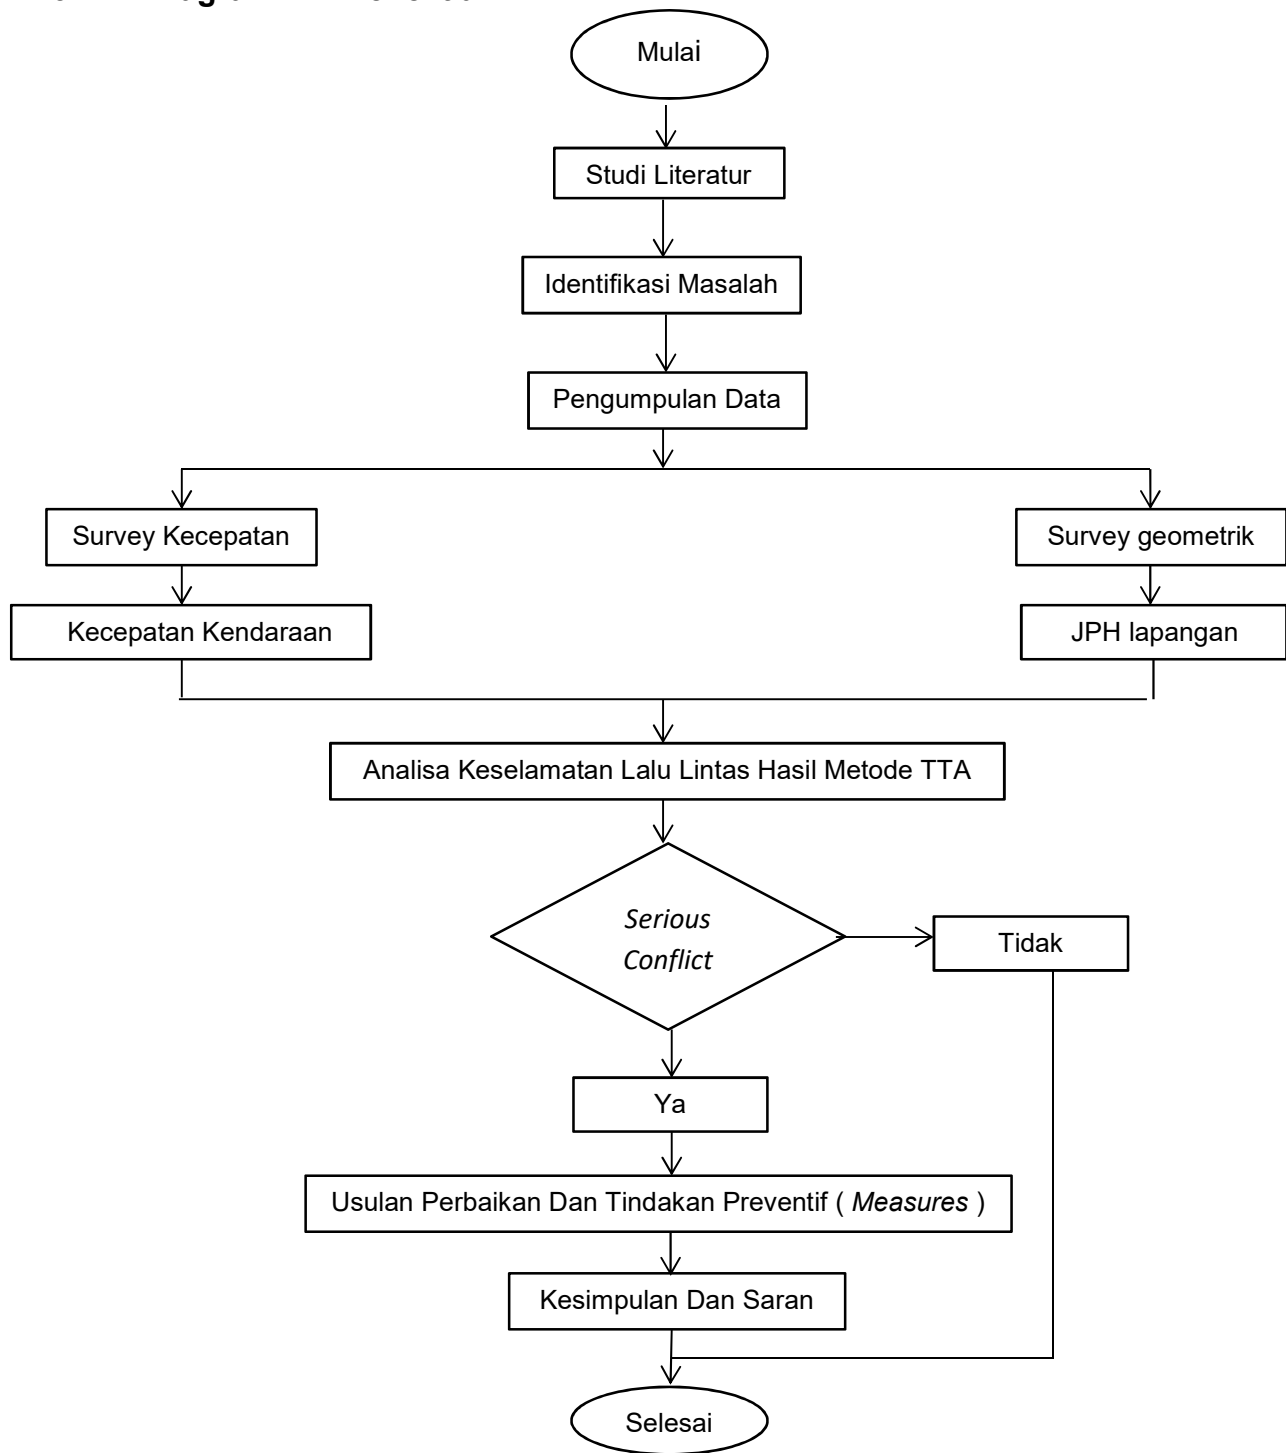 Mulai
Studi Literatur
Identifikasi Masalah
Pengumpulan Data
Survey Kecepatan
Survey geometrik
Kecepatan Kendaraan
JPH lapangan
Analisa Keselamatan Lalu Lintas Hasil Metode TTA
Serious
Conflict
Tidak
Ya
Usulan Perbaikan Dan Tindakan Preventif ( Measures )
Kesimpulan Dan Saran
Selesai